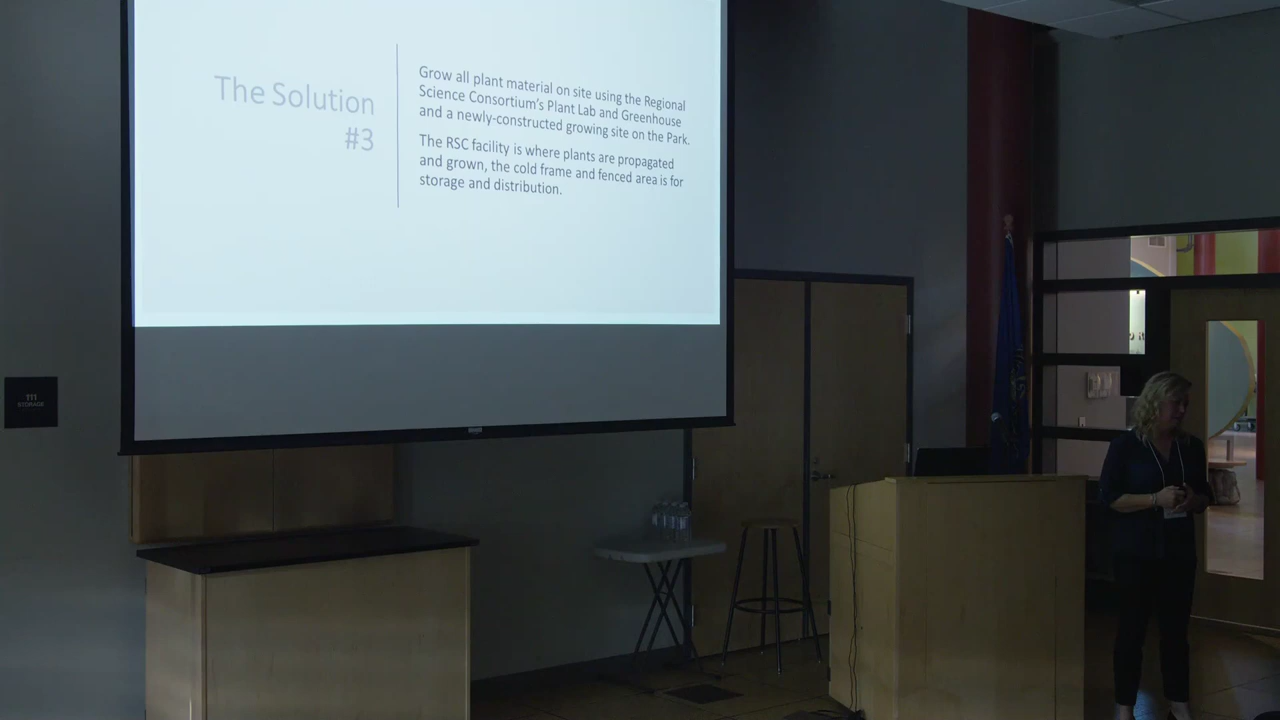 The Solution
#3
Grow all plant material on site using the Regional
Science Consortium's Plant Lab and Greenhouse
and a newly-constructed growing site on the Park.
The RSC facility is where plants are propagated
and grown, the cold frame and fenced area is for
storage and distribution.
111
STORAGE